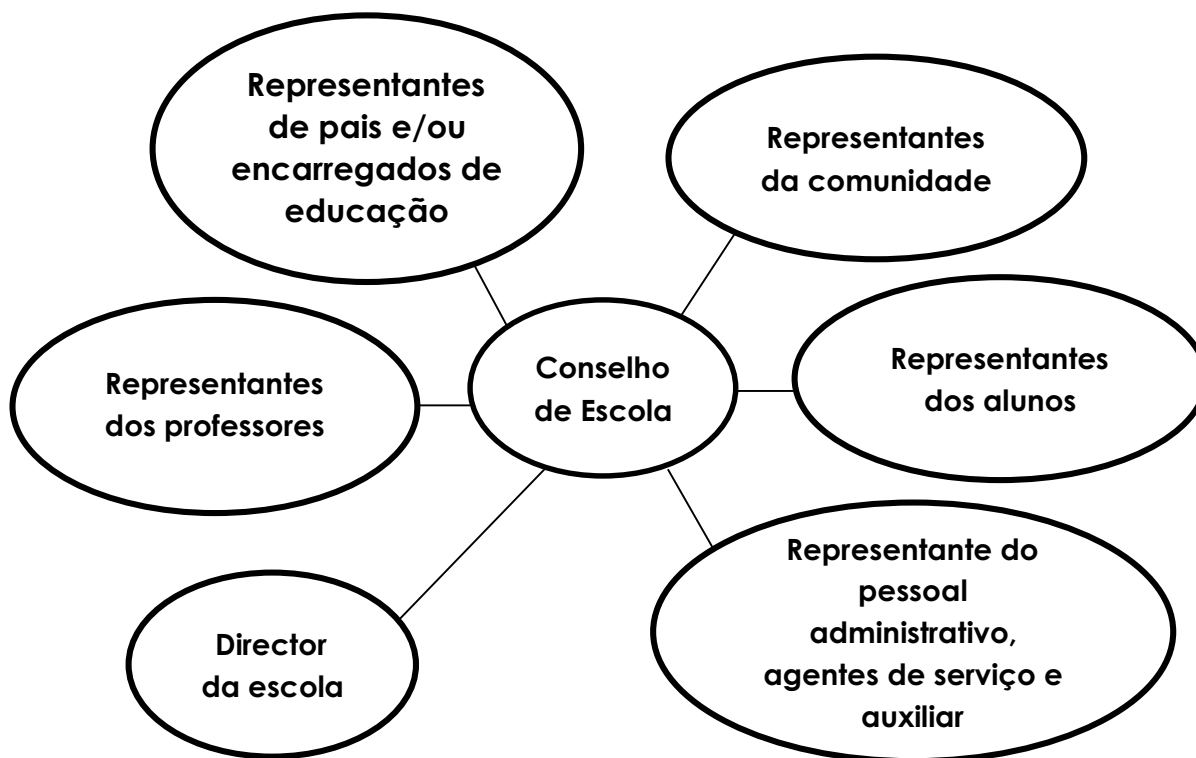 Representantes
de pais e/ou
encarregados de
educação
Representantes
da comunidade
Representantes
dos professores
Conselho
de Escola
Representantes
dos alunos
Director
da escola
Representante do
pessoal
administrativo,
agentes de serviço e
auxiliar